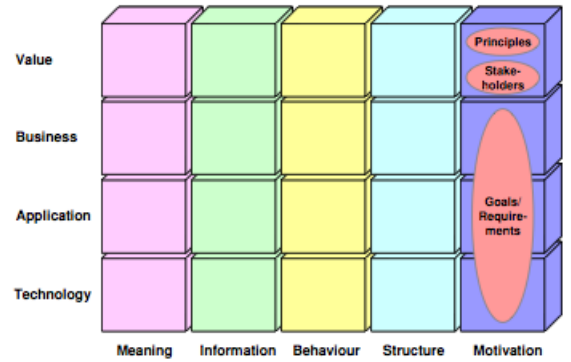 Value
Principles
Stake-
holders
Business
Application
Goals/
Require-
ments
Technology
Meaning Information Behaviour Structure Motivation